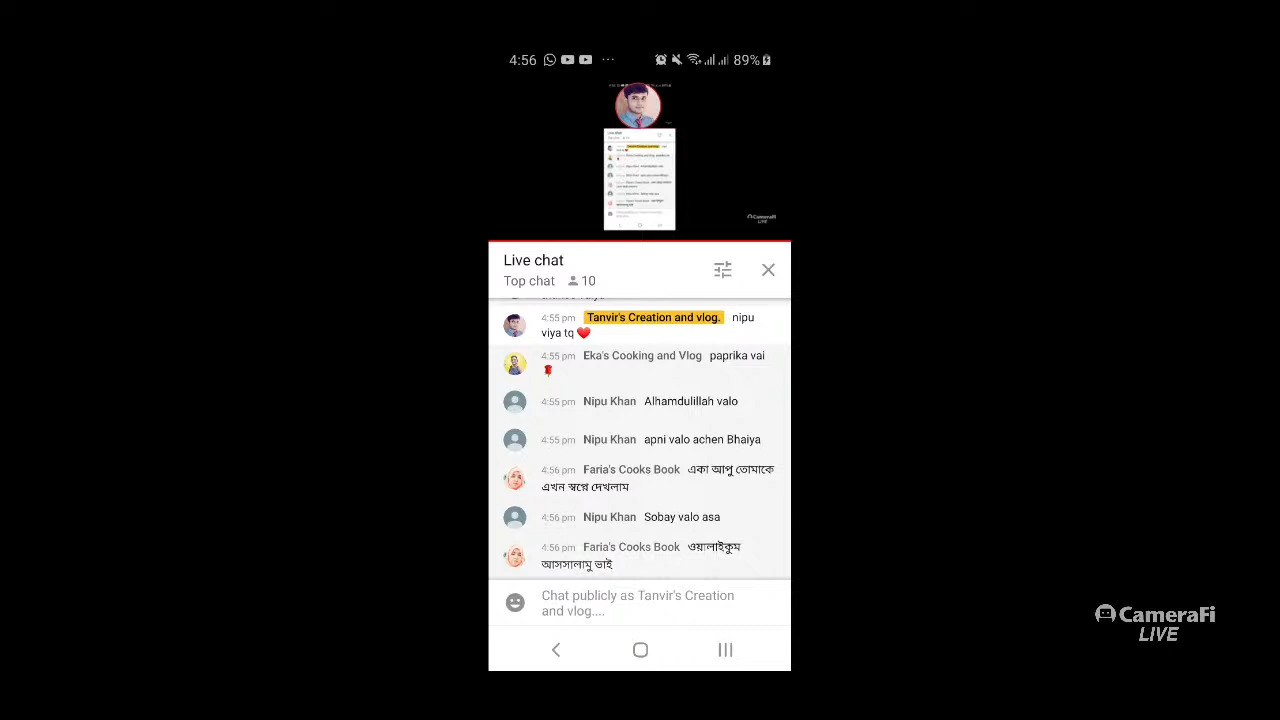 4:56 89%
Live chat
Top chat 10
4:55 pm Tanvir's Creation and vlog. nipu
viya tq ❤️
4:55 pm Eka's Cooking and Vlog paprika vai
🌹
4:55 pm Nipu Khan Alhamdulillah valo
4:55 pm Nipu Khan apni valo achen Bhaiya
4:56 pm Faria's Cooks Book একা আপু তোমাকে
এখন স্বপ্নে দেখলাম
4:56 pm Nipu Khan Sobay valo asa
4:56 pm Faria's Cooks Book ওয়ালাইকুম
আসসালামু ভাই
Chat publicly as Tanvir's Creation
and vlog....
CameraFi
LIVE